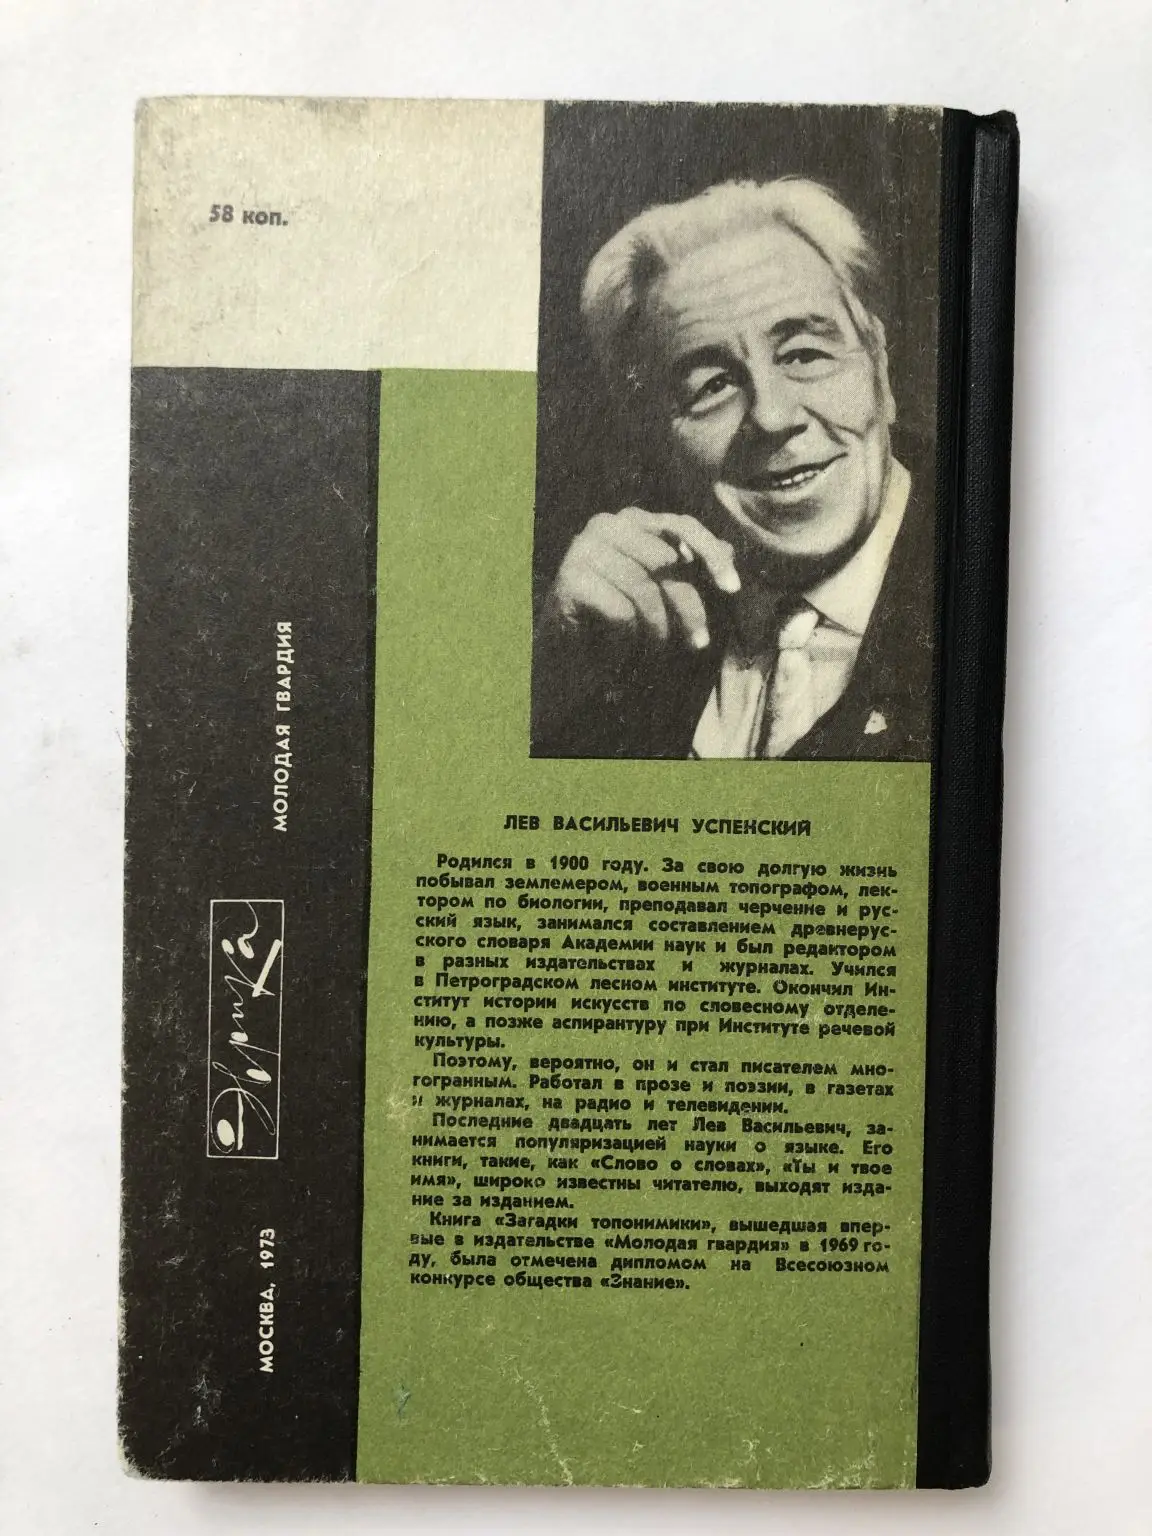 58 коп.
МОЛОДАЯ ГВАРДИЯ
Эврика
МОСКВА, 1973
ЛЕВ ВАСИЛЬЕВИЧ УСПЕНСКИЙ
Родился в 1900 году. За свою долгую жизнь
побывал землемером, военным топографом, лек-
тором по биологии, преподавал черчение и рус-
ский язык, занимался составлением древнерус-
ского словаря Академии наук и был редактором
в разных издательствах и журналах. Учился
в Петроградском лесном институте. Окончил Ин-
ститут истории искусств по словесному отделе-
нию, а позже аспирантуру при Институте речевой
культуры.
Поэтому, вероятно, он и стал писателем мно-
гогранным. Работал в прозе и поэзии, в газетах
и журналах, на радио и телевидении.
Последние двадцать лет Лев Васильевич, за-
нимается популяризацией науки о языке. Его
книги, такие, как «Слово о словах», «Ты и твое
имя», широко известны читателю, выходят изда-
ние за изданием.
Книга «Загадки топонимики», вышедшая впер-
вые в издательстве «Молодая гвардия» в 1969 го-
ду, была отмечена дипломом на Всесоюзном
конкурсе общества «Знание».